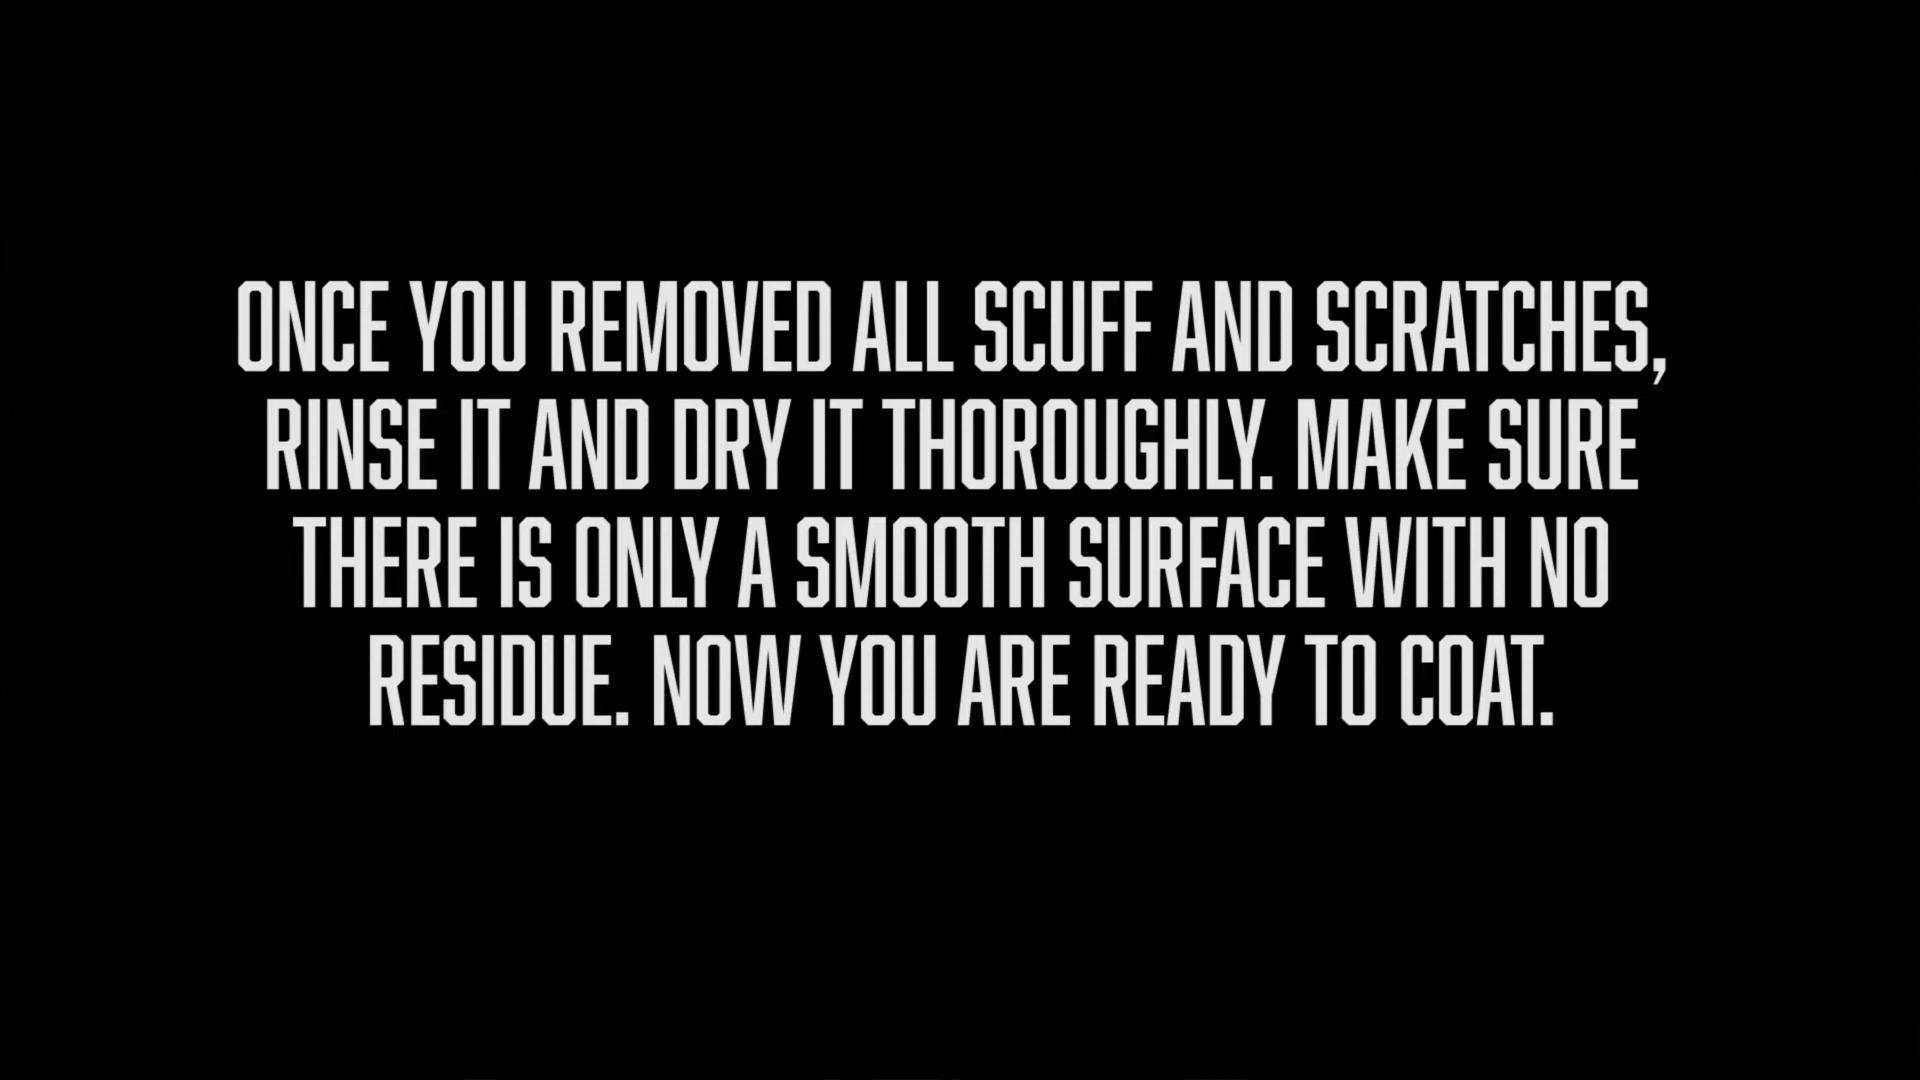 ONCE YOU REMOVED ALL SCUFF AND SCRATCHES,
RINSE IT AND DRY IT THOROUGHLY. MAKE SURE
THERE IS ONLY A SMOOTH SURFACE WITH NO
RESIDUE. NOW YOU ARE READY TO COAT.